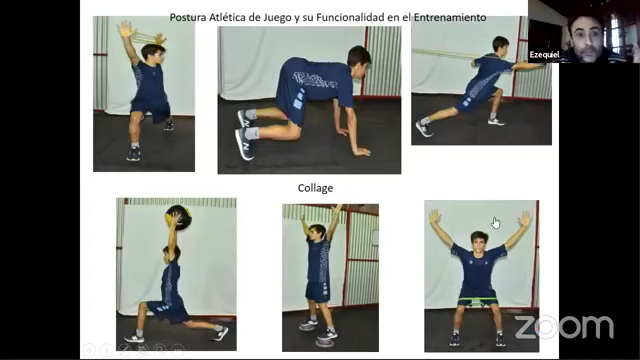 Postura Atlética de Juego y su Funcionalidad en el Entrenamiento
Ezequiel
Collage
zoom